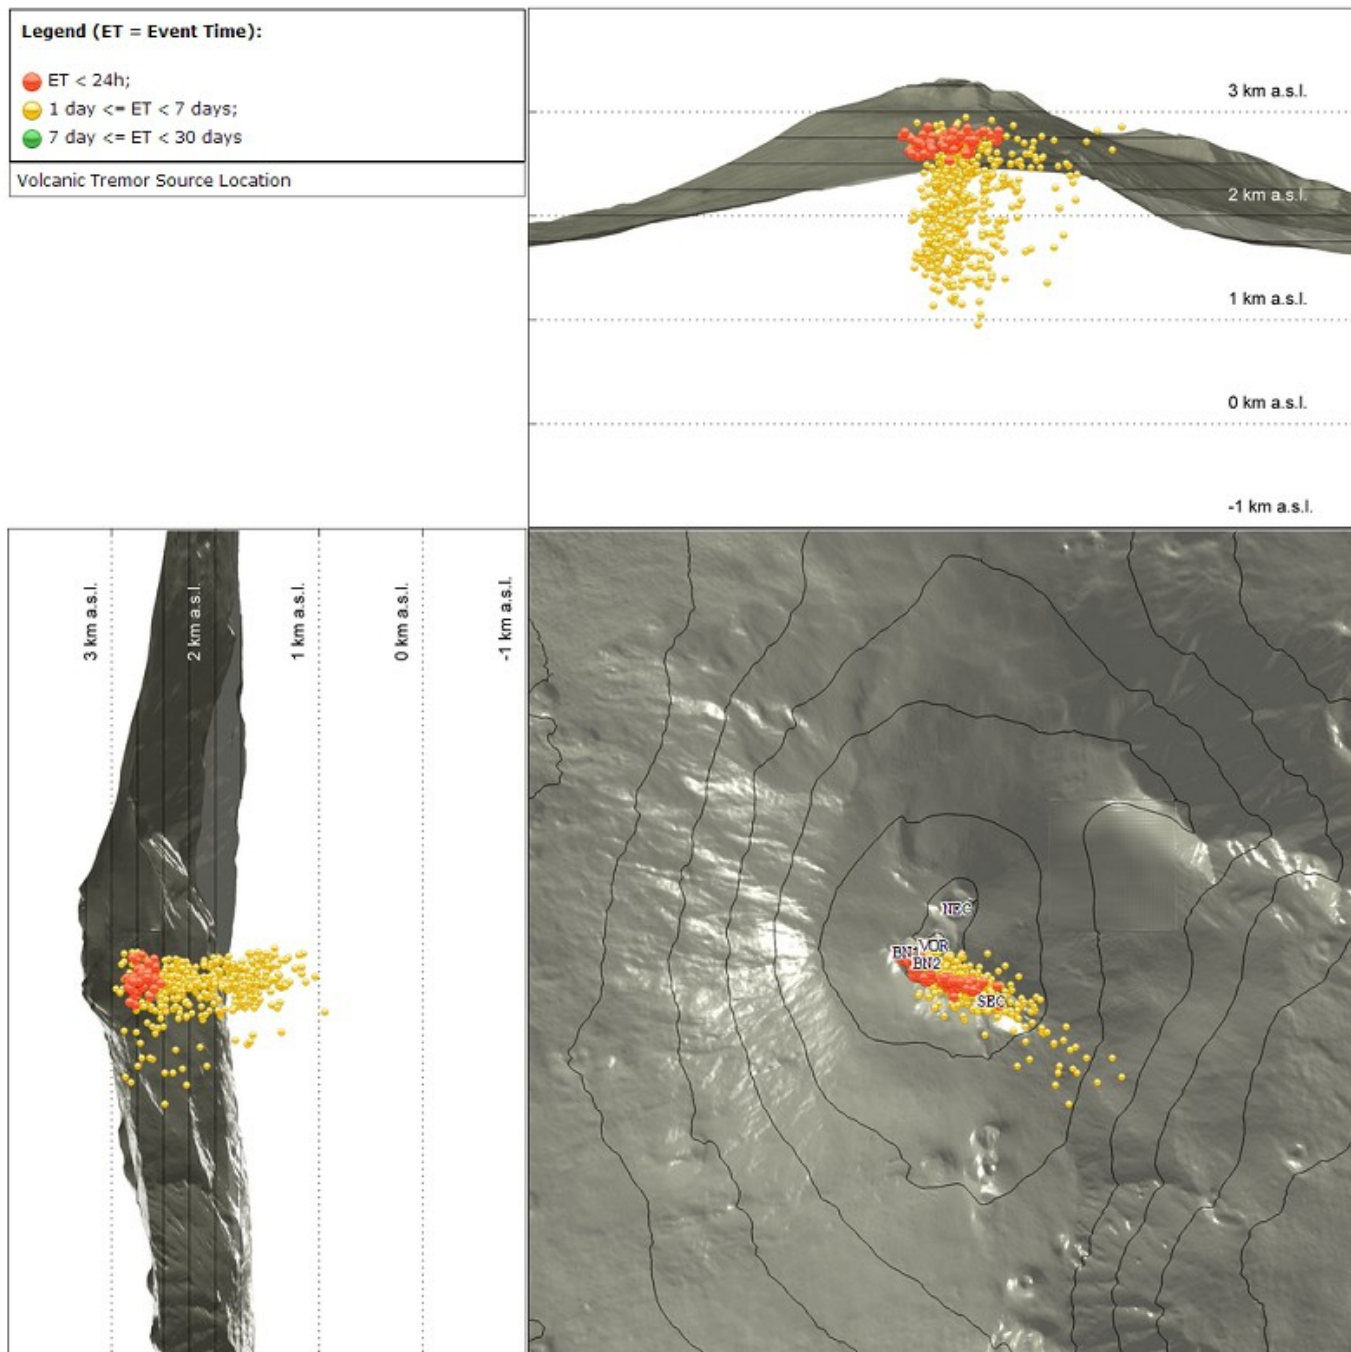 Legend (ET = Event Time):
ET < 24h;
1 day <= ET < 7 days;
7 day <= ET < 30 days
Volcanic Tremor Source Location
3 km a.s.l.
2 km a.s.l.
1 km a.s.l.
0 km a.s.l.
-1 km a.s.l.
3 km a.s.l.
2 km a.s.l.
1 km a.s.l.
0 km a.s.l.
-1 km a.s.l.
NEC
VOR
BN1
BN2
SEC